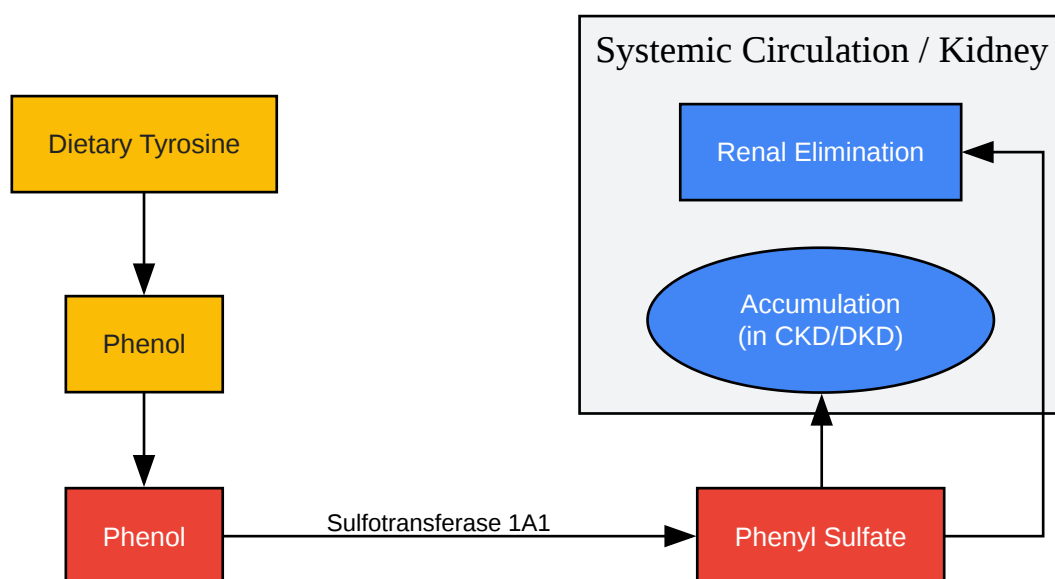 Systemic Circulation / Kidney
Dietary Tyrosine
Renal Elimination
Accumulation
(in CKD/DKD)
Phenol
Phenol
Sulfotransferase 1A1
Phenyl Sulfate